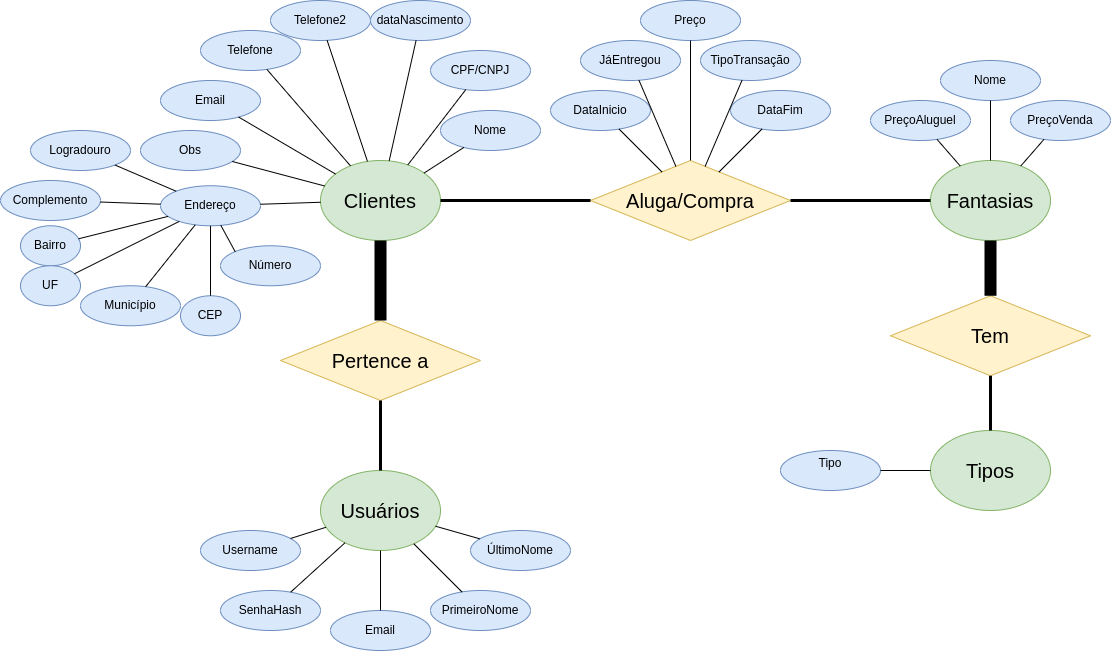 Telefone2
dataNascimento
Preço
Telefone
JáEntregou
TipoTransação
CPF/CNPJ
Nome
Email
DataInicio
DataFim
PreçoAluguel
PreçoVenda
Nome
Obs
Logradouro
Complemento
Endereço
Clientes
Aluga/Compra
Fantasias
Bairro
Número
UF
Município
CEP
Pertence a
Tem
Tipo
Tipos
Usuários
Username
ÚltimoNome
SenhaHash
PrimeiroNome
Email